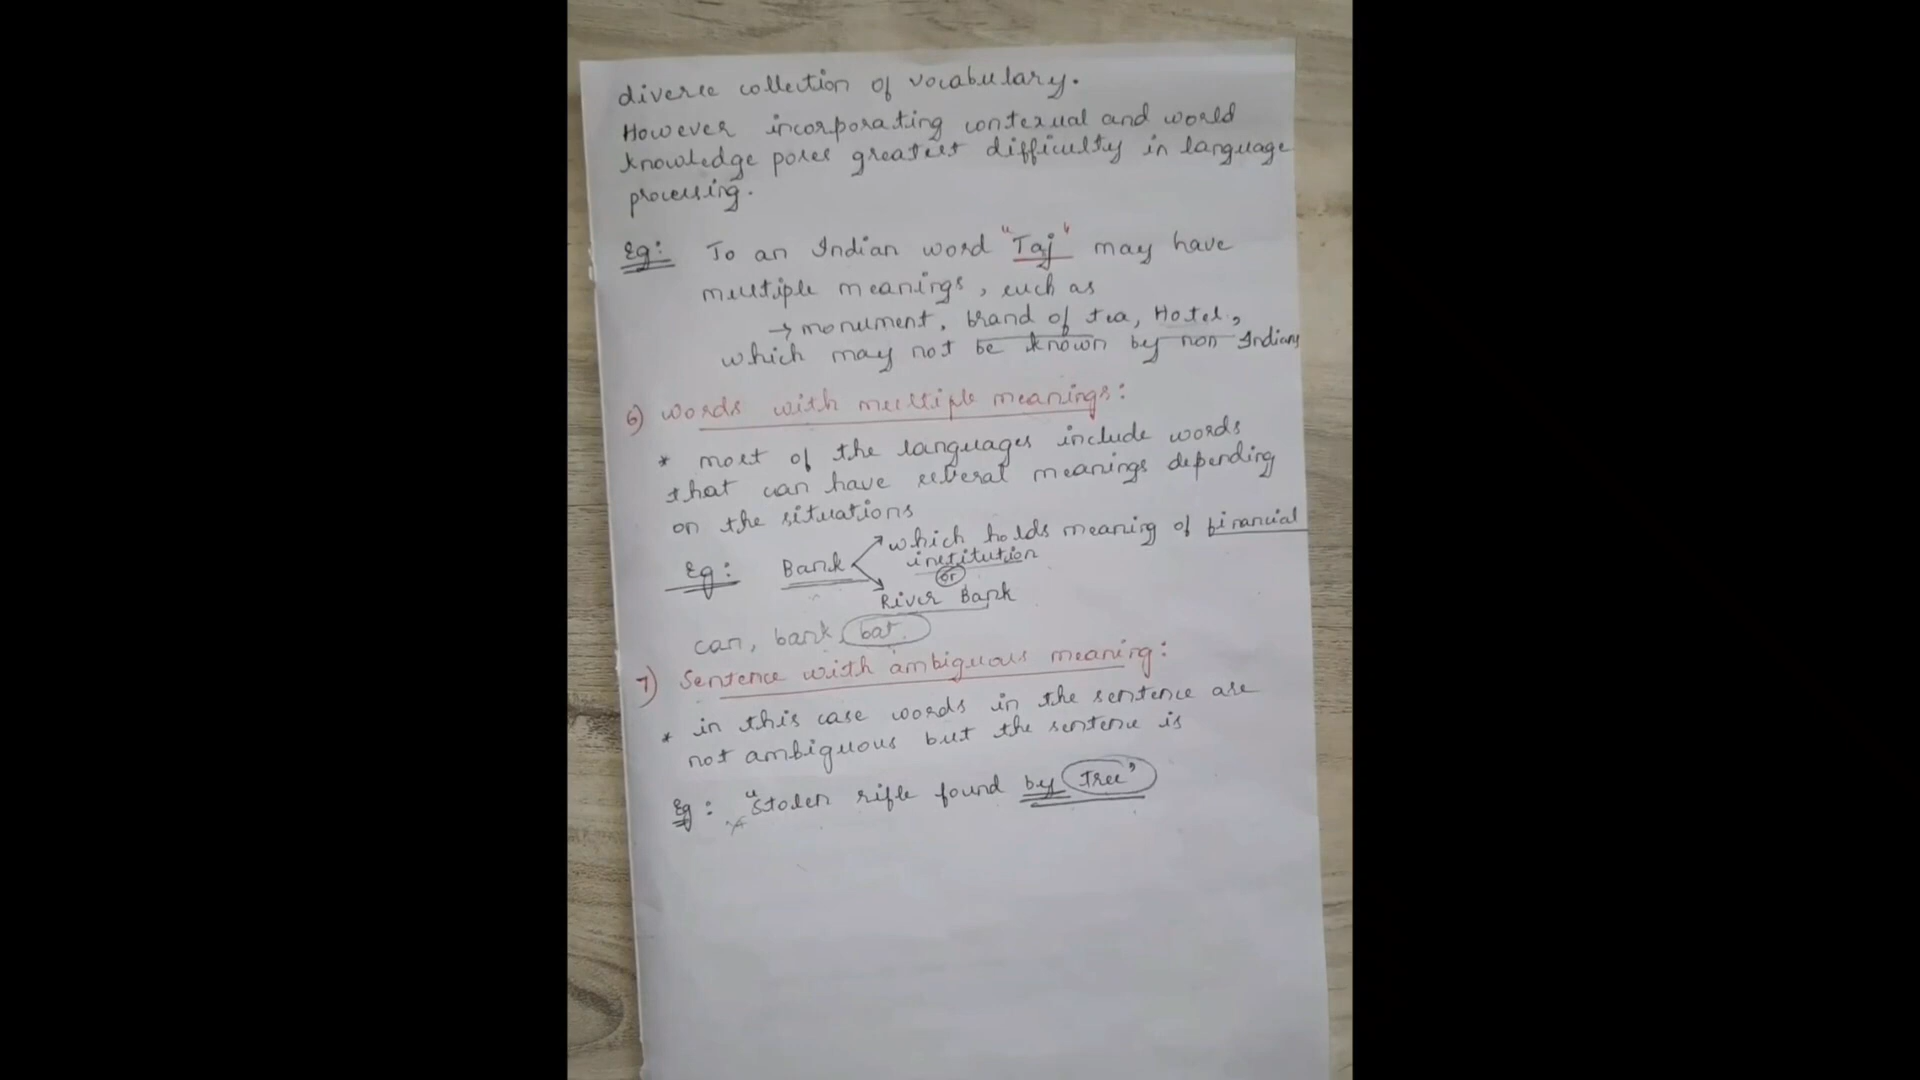 diverse collection of vocabulary.
However incorporating contexual and world
knowledge poses greatest difficulty in language
processing.
Eg: To an Indian word "Taj" may have
multiple meanings, such as
→ monument, brand of tea, Hotel,
which may not be known by non Indians
6) Words with multiple meanings:
* most of the languages include words
that can have several meanings depending
on the situations
Eg: Bank which holds meaning of financial
institution
or
River Bank
can, bank, bat.
7) Sentence with ambiguous meaning:
* in this case words in the sentence are
not ambiguous but the sentence is
Eg: "Stolen rifle found by tree"